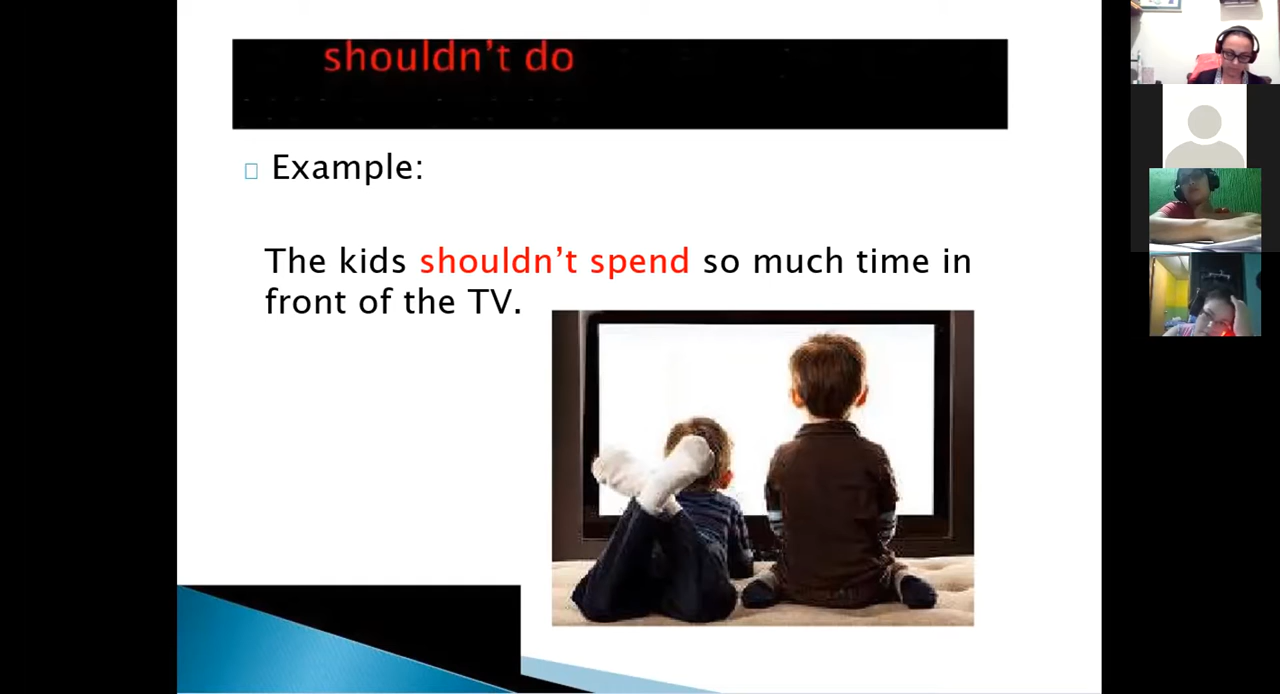 shouldn't do
Example:
The kids shouldn't spend so much time in
front of the TV.